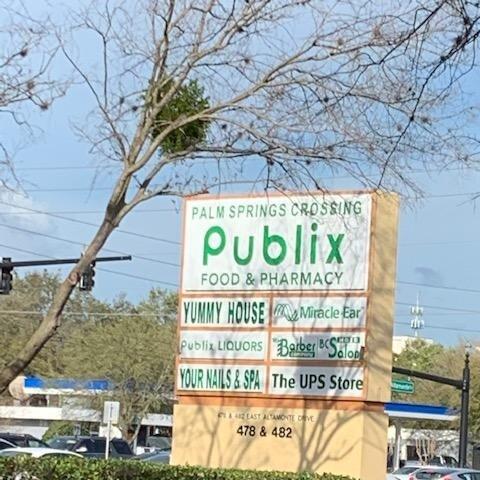 PALM SPRINGS CROSSING
Publix
FOOD & PHARMACY
YUMMY HOUSE
Miracle Ear
Publix LIQUORS
Barber
BC Salon
YOUR NAILS & SPA
The UPS Store
478 & 482 EAST ALTAMONTE DRIVE
478 & 482